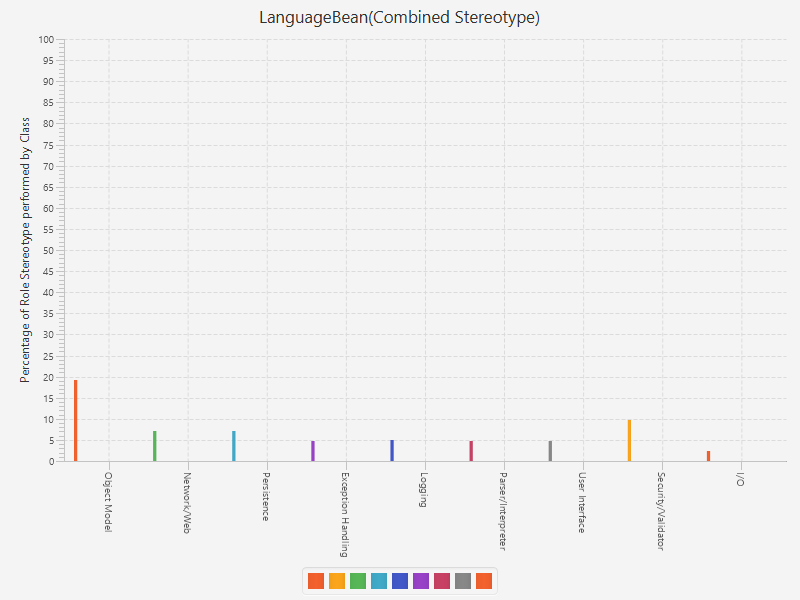 LanguageBean(Combined Stereotype)
Percentage of Role Stereotype performed by Class
100
95
90
85
80
75
70
65
60
55
50
45
40
35
30
25
20
15
10
5
0
Object Model
Network/Web
Persistence
Exception Handling
Logging
Parser/Interpreter
User Interface
Security/Validator
I/O